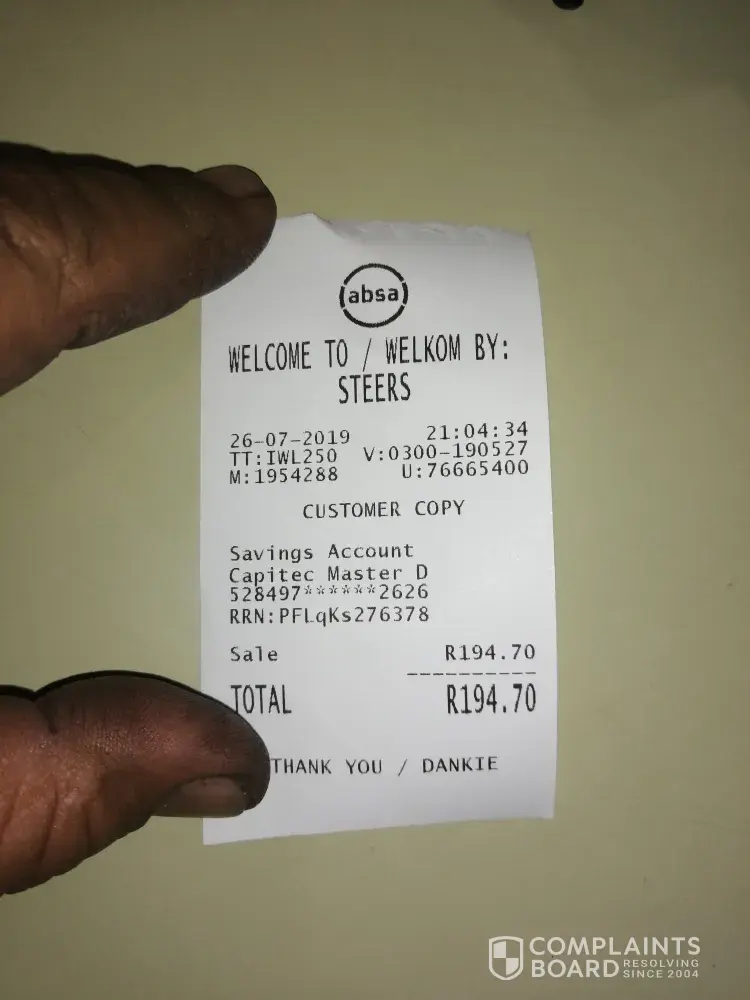 absa
WELCOME TO / WELKOM BY:
STEERS
26-07-2019 21:04:34
TT:IWL250 V:0300-190527
M:1954288 U:76665400
CUSTOMER COPY
Savings Account
Capitec Master D
528497******2626
RRN:PFLqKs276378
Sale R194.70
----------
TOTAL R194.70
THANK YOU / DANKIE
COMPLAINTS
BOARD RESOLVING
SINCE 2004